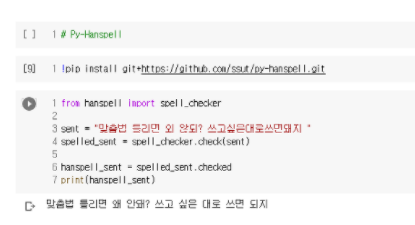 [ ] 1 # Py-Hanspell
[9] 1 !pip install git+https://github.com/ssut/py-hanspell.git
1 from hanspell import spell_checker
2
3 sent = "맞춤법 틀리면 외 않되? 쓰고싶은대로쓰면돼지 "
4 spelled_sent = spell_checker.check(sent)
5
6 hanspell_sent = spelled_sent.checked
7 print(hanspell_sent)
맞춤법 틀리면 왜 안돼? 쓰고 싶은 대로 쓰면 되지